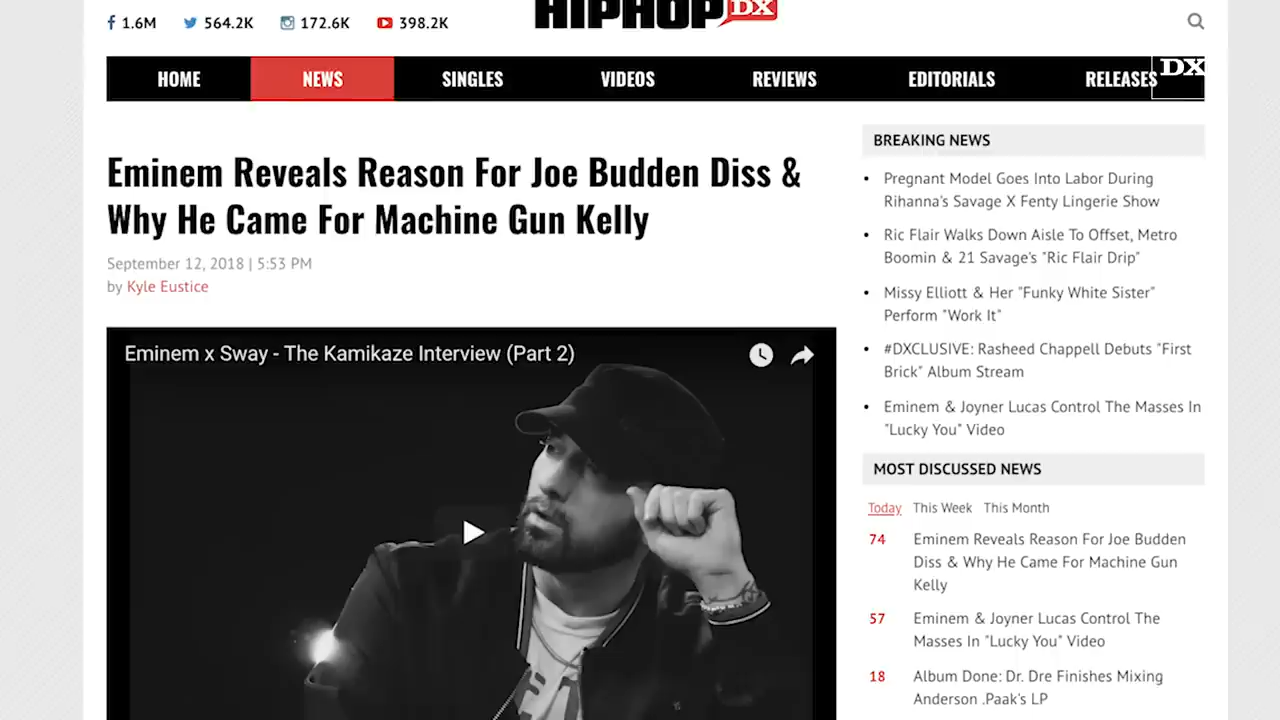 1.6M 564.2K 172.6K 398.2K
HIPHOPDX
HOME NEWS SINGLES VIDEOS REVIEWS EDITORIALS RELEASES
DX
Eminem Reveals Reason For Joe Budden Diss &
Why He Came For Machine Gun Kelly
September 12, 2018 | 5:53 PM
by Kyle Eustice
Eminem x Sway - The Kamikaze Interview (Part 2)
BREAKING NEWS
• Pregnant Model Goes Into Labor During
Rihanna's Savage X Fenty Lingerie Show
• Ric Flair Walks Down Aisle To Offset, Metro
Boomin & 21 Savage's "Ric Flair Drip"
• Missy Elliott & Her "Funky White Sister"
Perform "Work It"
• #DXCLUSIVE: Rasheed Chappell Debuts "First
Brick" Album Stream
• Eminem & Joyner Lucas Control The Masses In
"Lucky You" Video
MOST DISCUSSED NEWS
Today This Week This Month
74 Eminem Reveals Reason For Joe Budden
Diss & Why He Came For Machine Gun
Kelly
57 Eminem & Joyner Lucas Control The
Masses In "Lucky You" Video
18 Album Done: Dr. Dre Finishes Mixing
Anderson .Paak's LP